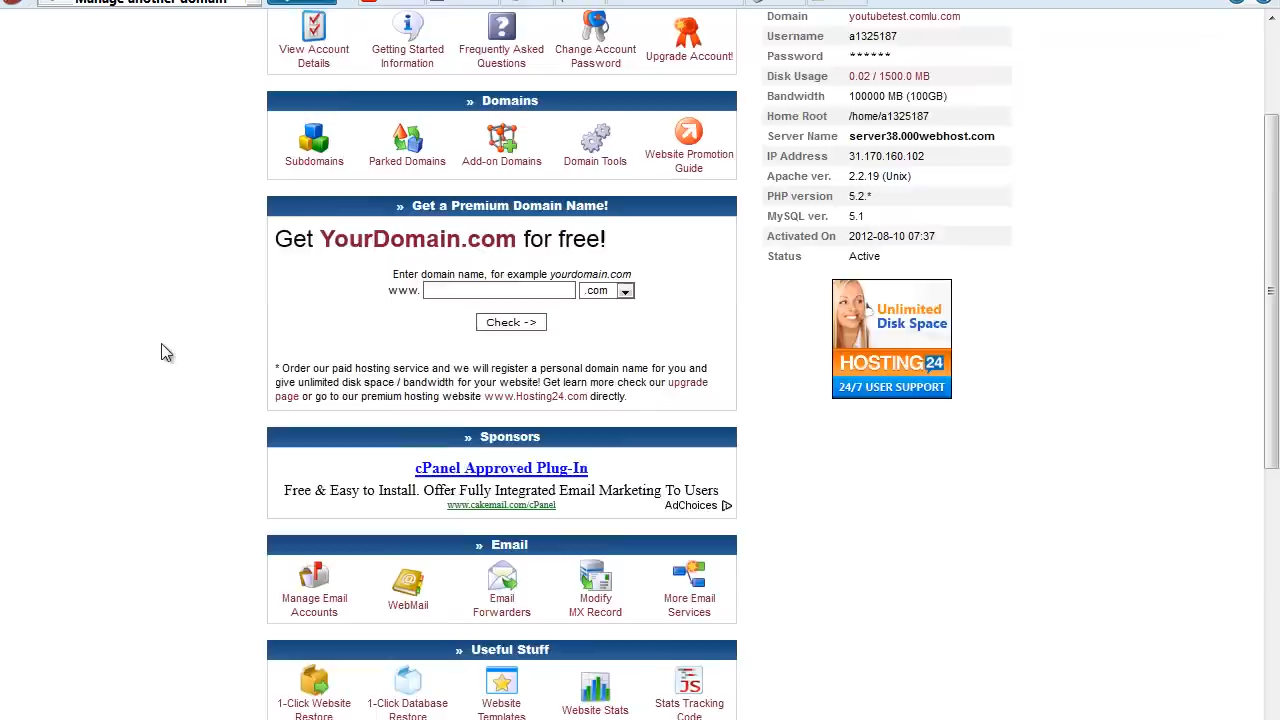 Manage another domain
View Account
Details
Getting Started
Information
Frequently Asked
Questions
Change Account
Password
Upgrade Account!
» Domains
Subdomains
Parked Domains
Add-on Domains
Domain Tools
Website Promotion
Guide
» Get a Premium Domain Name!
Get YourDomain.com for free!
Enter domain name, for example yourdomain.com
www.
.com
Check ->
* Order our paid hosting service and we will register a personal domain name for you and
give unlimited disk space / bandwidth for your website! Get learn more check our upgrade
page or go to our premium hosting website www.Hosting24.com directly.
» Sponsors
cPanel Approved Plug-In
Free & Easy to Install. Offer Fully Integrated Email Marketing To Users
www.cakemail.com/cPanel
AdChoices
» Email
Manage Email
Accounts
WebMail
Email
Forwarders
Modify
MX Record
More Email
Services
» Useful Stuff
1-Click Website
Restore
1-Click Database
Restore
Website
Templates
Website Stats
JS
Stats Tracking
Code
Domain youtubetest.comlu.com
Username a1325187
Password ******
Disk Usage 0.02 / 1500.0 MB
Bandwidth 100000 MB (100GB)
Home Root /home/a1325187
Server Name server38.000webhost.com
IP Address 31.170.160.102
Apache ver. 2.2.19 (Unix)
PHP version 5.2.*
MySQL ver. 5.1
Activated On 2012-08-10 07:37
Status Active
Unlimited
Disk Space
HOSTING 24
24/7 USER SUPPORT